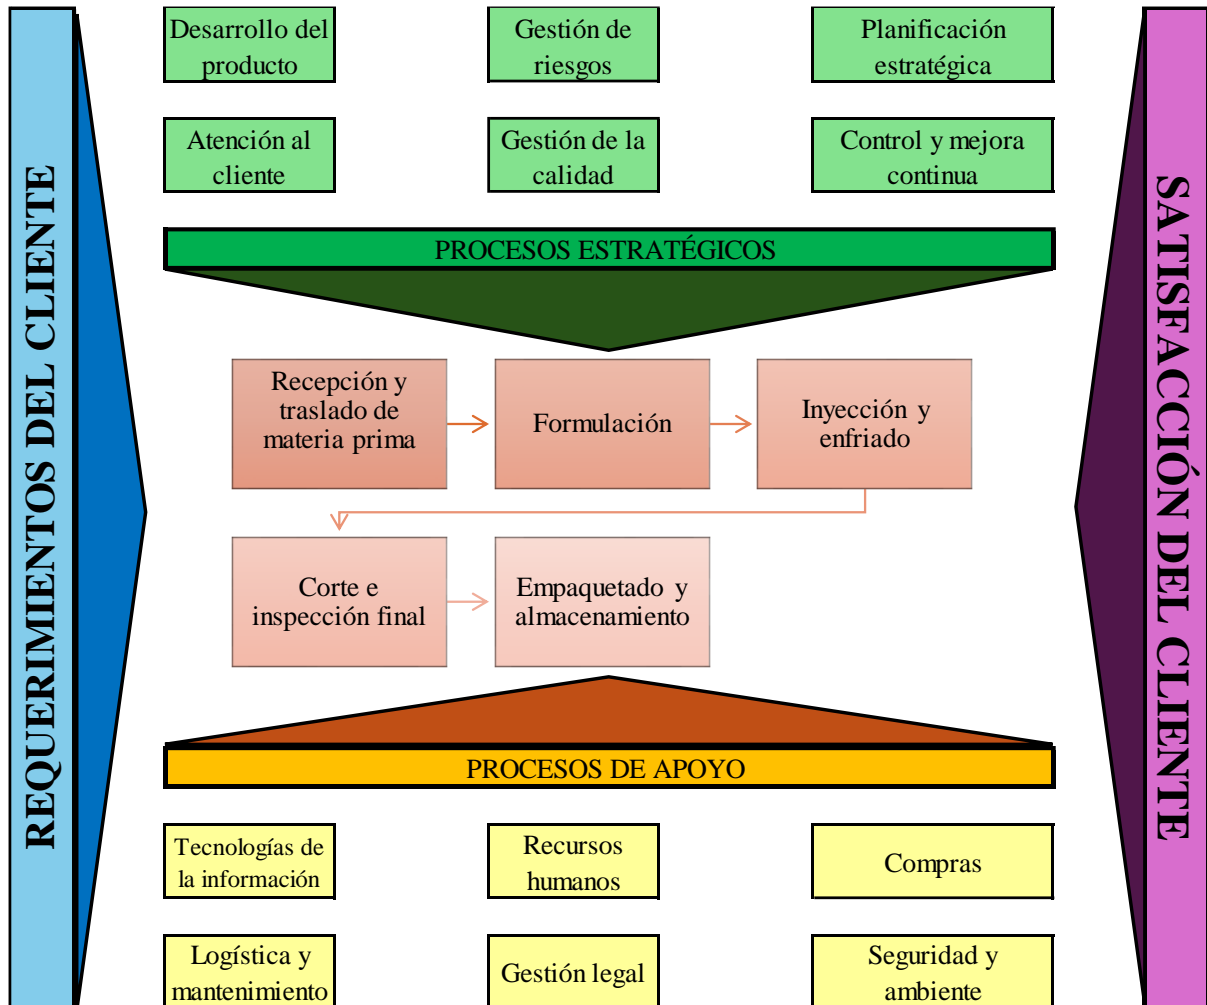 REQUERIMIENTOS DEL CLIENTE
Desarrollo del
producto
Gestión de
riesgos
Planificación
estratégica
Atención al
cliente
Gestión de la
calidad
Control y mejora
continua
PROCESOS ESTRATÉGICOS
Recepción y
traslado de
materia prima
Formulación
Inyección y
enfriado
Corte e
inspección final
Empaquetado y
almacenamiento
PROCESOS DE APOYO
Tecnologías de
la información
Recursos
humanos
Compras
Logística y
mantenimiento
Gestión legal
Seguridad y
ambiente
SATISFACCIÓN DEL CLIENTE